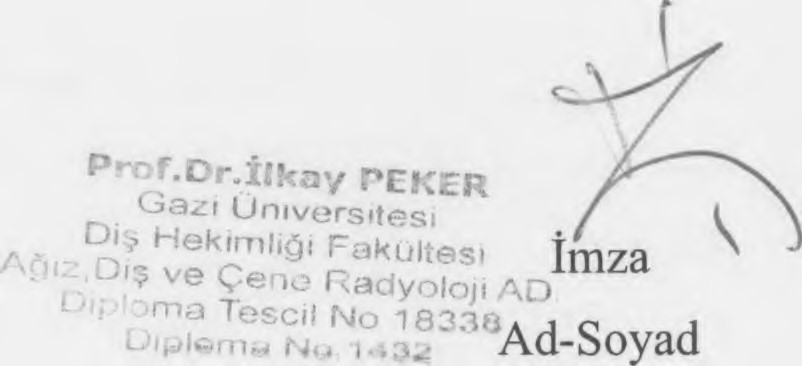 Prof.Dr.İlkay PEKER
Gazi Üniversitesi
Diş Hekimliği Fakültesi
Ağız,Diş ve Çene Radyoloji AD.
Diploma Tescil No 18338
Diploma No.1432
İmza
Ad-Soyad